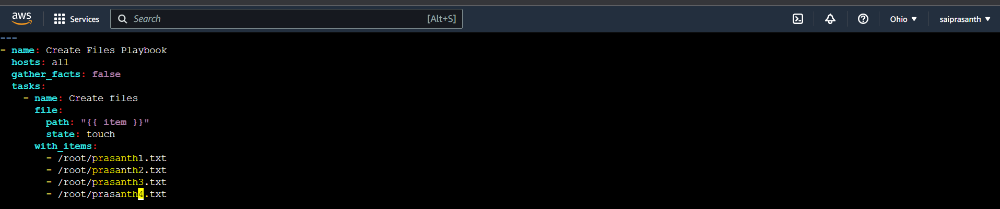 aws Services Search [Alt+S] Ohio saiprasanth
---
- name: Create Files Playbook
  hosts: all
  gather_facts: false
  tasks:
    - name: Create files
      file:
        path: "{{ item }}"
        state: touch
      with_items:
        - /root/prasanth1.txt
        - /root/prasanth2.txt
        - /root/prasanth3.txt
        - /root/prasanth4.txt